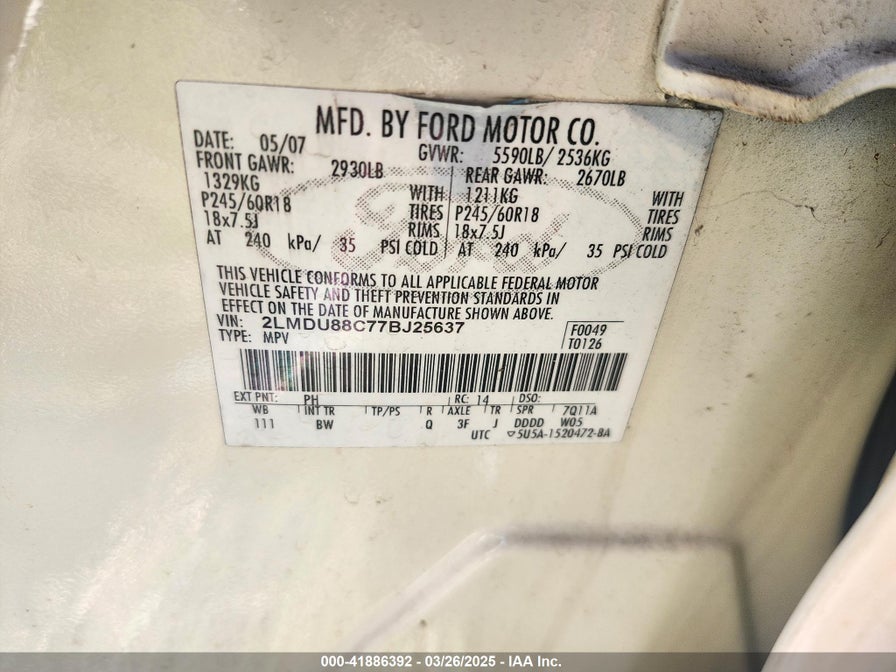 MFD. BY FORD MOTOR CO.
DATE: 05/07 GVWR: 5590LB/ 2536KG
FRONT GAWR: 2930LB REAR GAWR: 2670LB
1329KG WITH 1211KG WITH
P245/60R18 TIRES P245/60R18 TIRES
18x7.5J RIMS 18x7.5J RIMS
AT 240 kPa/ 35 PSI COLD AT 240 kPa/ 35 PSI COLD
Ford
THIS VEHICLE CONFORMS TO ALL APPLICABLE FEDERAL MOTOR
VEHICLE SAFETY AND THEFT PREVENTION STANDARDS IN
EFFECT ON THE DATE OF MANUFACTURE SHOWN ABOVE.
VIN: 2LMDU88C77BJ25637 F0049
TYPE: MPV T0126
EXT PNT: PH RC: 14 DSO:
WB INT TR TP/PS R AXLE TR SPR 7Q11A
111 BW Q 3F J DDDD W05
UTC 5U5A-1520472-BA
000-41886392 - 03/26/2025 - IAA Inc.